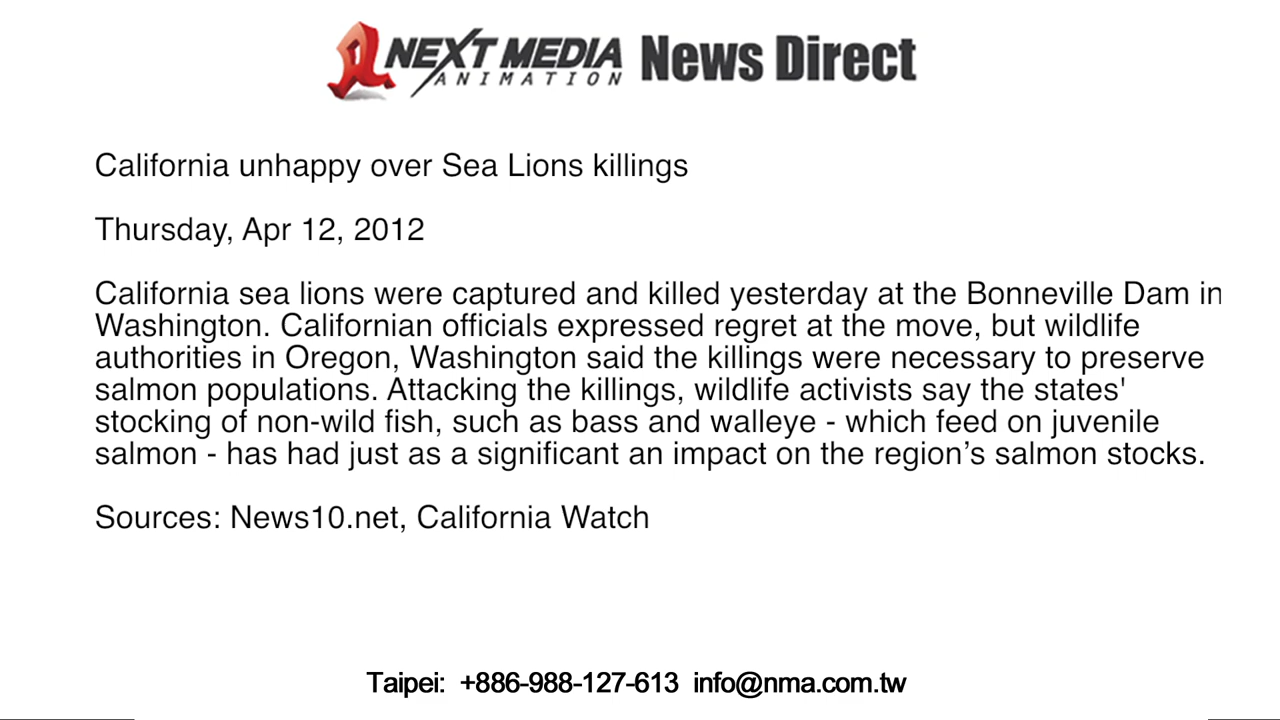 NEXT MEDIA News Direct
ANIMATION
California unhappy over Sea Lions killings
Thursday, Apr 12, 2012
California sea lions were captured and killed yesterday at the Bonneville Dam in
Washington. Californian officials expressed regret at the move, but wildlife
authorities in Oregon, Washington said the killings were necessary to preserve
salmon populations. Attacking the killings, wildlife activists say the states'
stocking of non-wild fish, such as bass and walleye - which feed on juvenile
salmon - has had just as a significant an impact on the region’s salmon stocks.
Sources: News10.net, California Watch
Taipei: +886-988-127-613 info@nma.com.tw